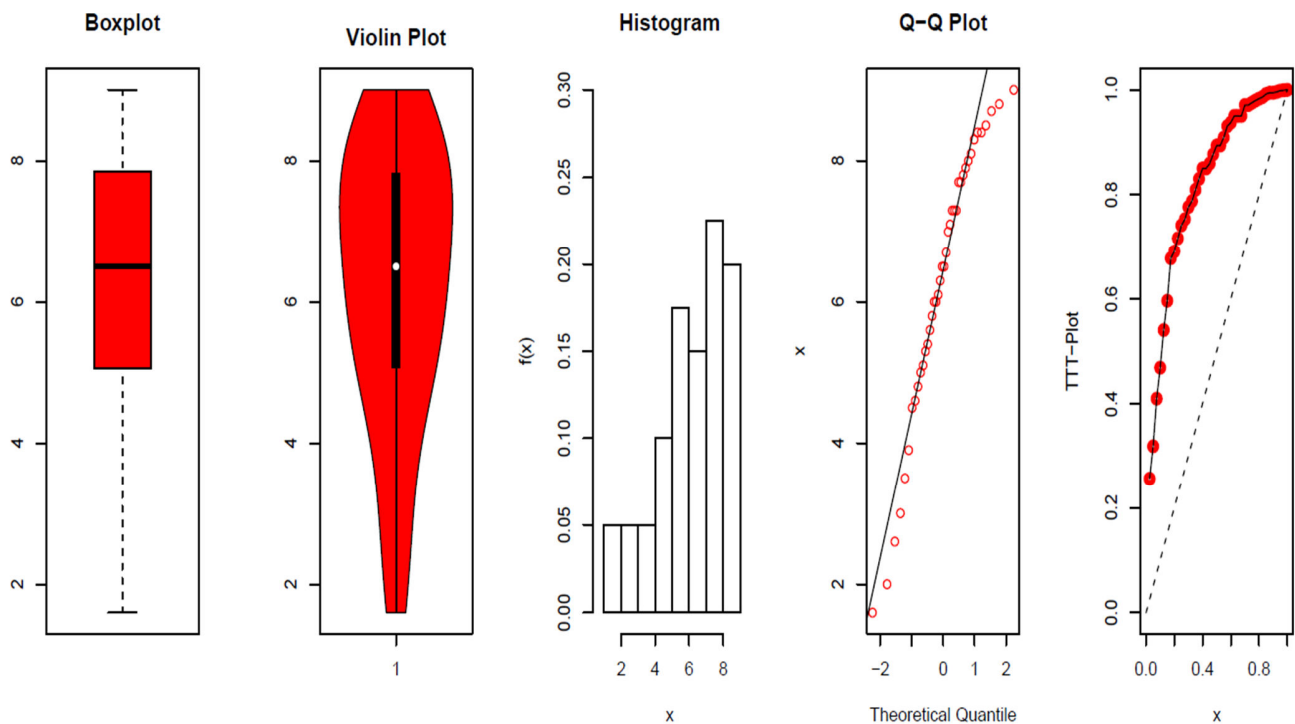 Boxplot
8
6
4
2
Violin Plot
8
6
4
2
1
Histogram
f(x)
0.30
0.25
0.20
0.15
0.10
0.05
0.00
2 4 6 8
x
Q−Q Plot
x
8
6
4
2
−2 0 2
Theoretical Quantile
TTT−Plot
1.0
0.8
0.6
0.4
0.2
0.0
0.0 0.4 0.8
x